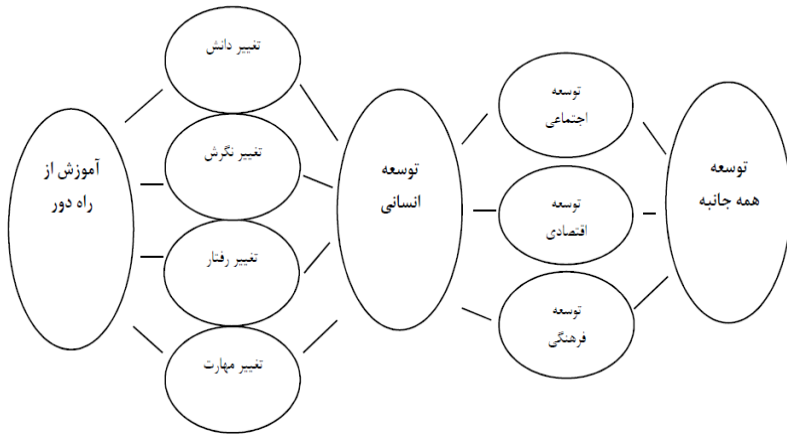 آموزش از
راه دور
تغییر دانش
تغییر نگرش
تغییر رفتار
تغییر مهارت
توسعه
انسانی
توسعه
اجتماعی
توسعه
اقتصادی
توسعه
فرهنگی
توسعه
همه جانبه